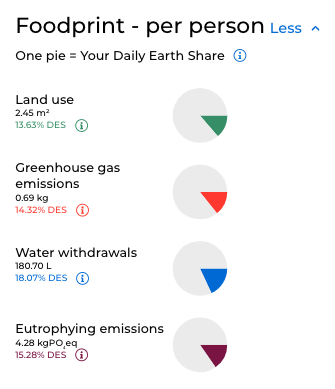 Foodprint - per person Less
One pie = Your Daily Earth Share
Land use
2.45 m²
13.63% DES
Greenhouse gas
emissions
0.69 kg
14.32% DES
Water withdrawals
180.70 L
18.07% DES
Eutrophying emissions
4.28 kgPO₄eq
15.28% DES